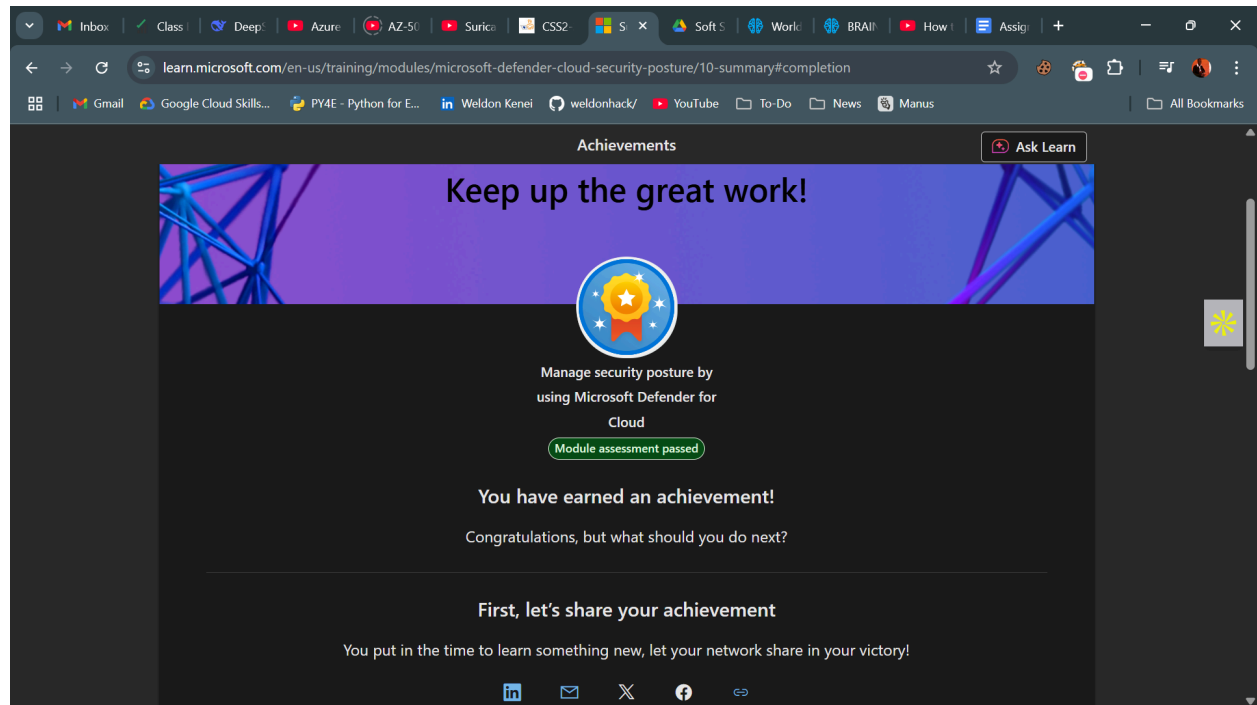 Inbox
Class
DeepS
Azure
AZ-50
Surica
CSS2-
S
Soft S
World
BRAIN
How t
Assig
learn.microsoft.com/en-us/training/modules/microsoft-defender-cloud-security-posture/10-summary#completion
Gmail
Google Cloud Skills...
PY4E - Python for E...
Weldon Kenei
weldonhack/
YouTube
To-Do
News
Manus
All Bookmarks
Achievements
Ask Learn
Keep up the great work!
Manage security posture by
using Microsoft Defender for
Cloud
Module assessment passed
You have earned an achievement!
Congratulations, but what should you do next?
First, let's share your achievement
You put in the time to learn something new, let your network share in your victory!